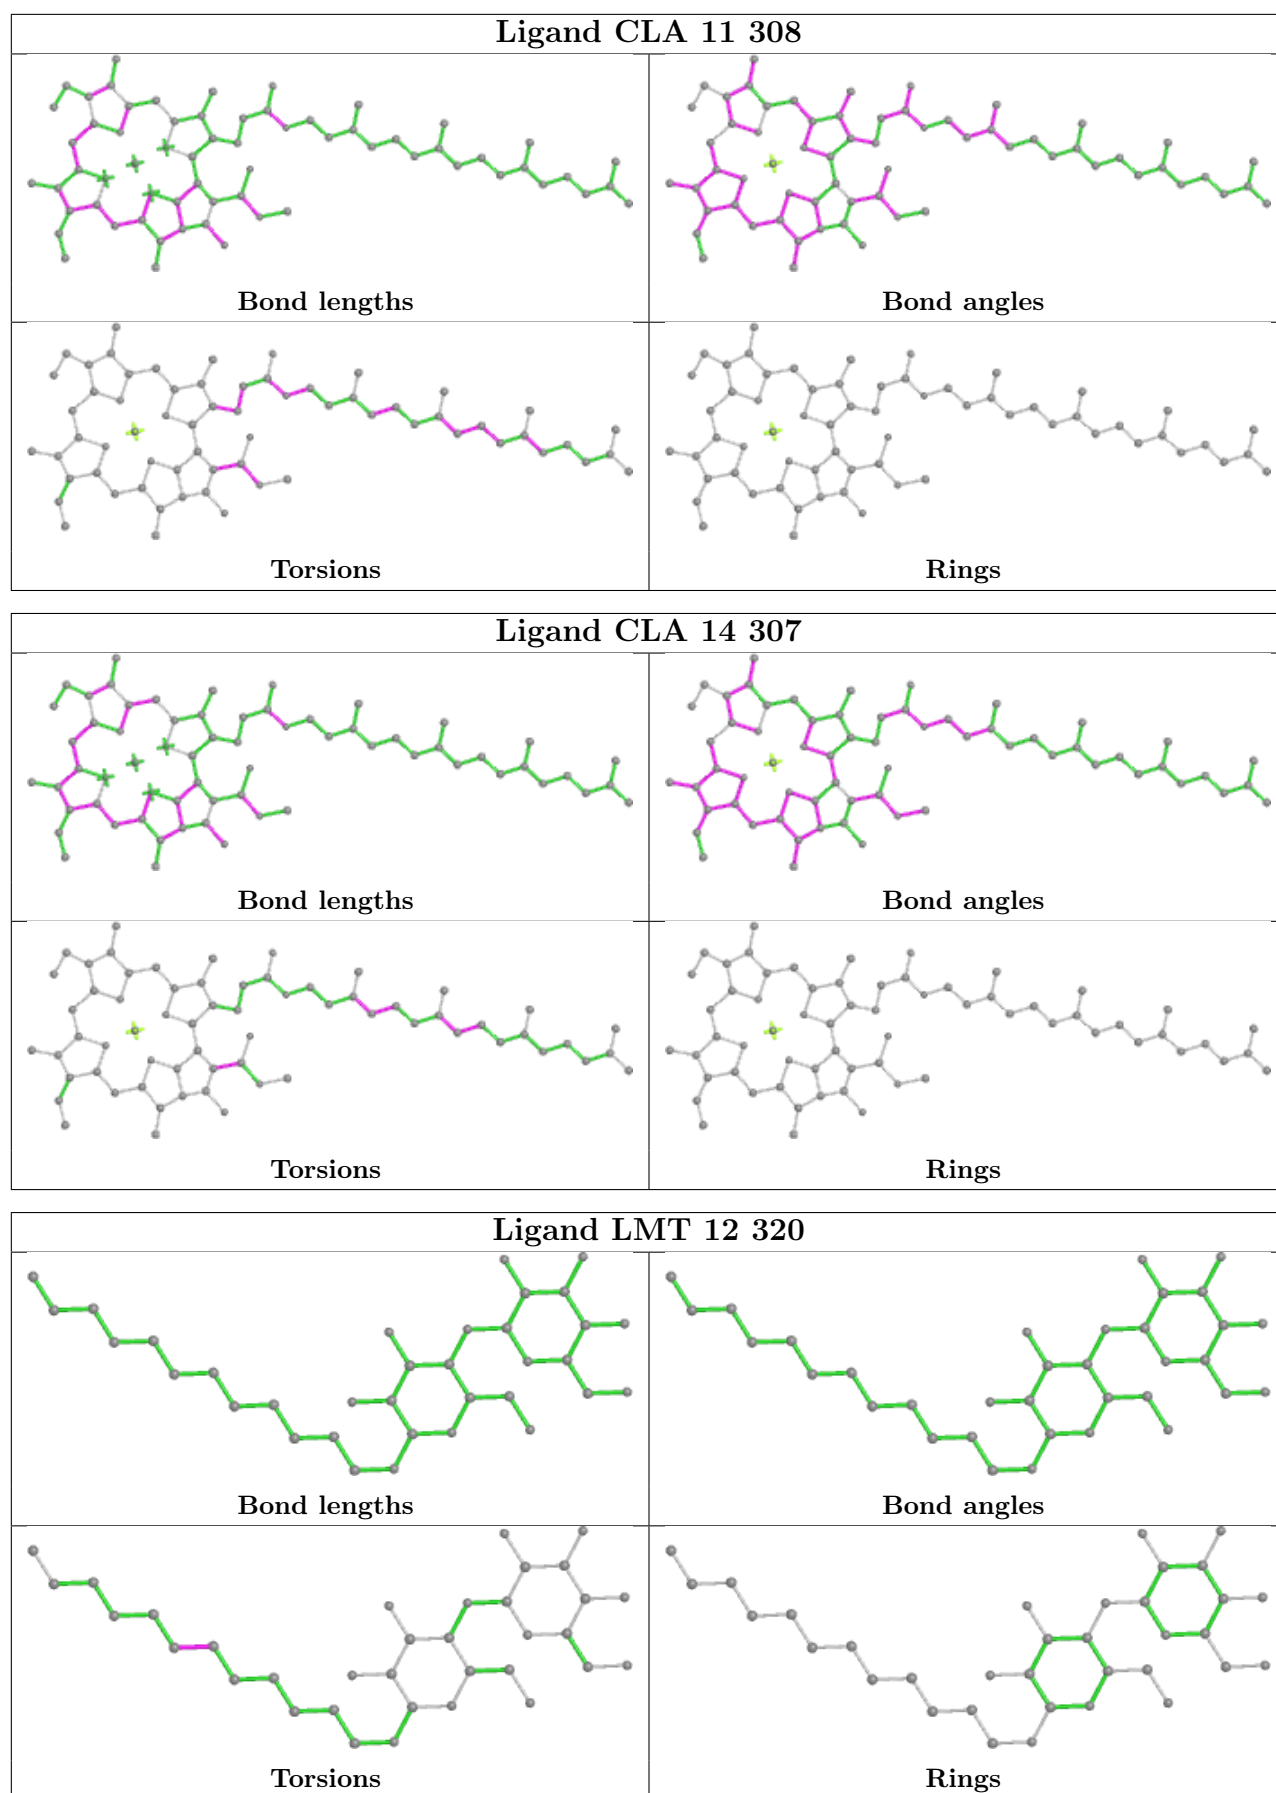 Ligand CLA 11 308
Bond lengths
Bond angles
Torsions
Rings
Ligand CLA 14 307
Bond lengths
Bond angles
Torsions
Rings
Ligand LMT 12 320
Bond lengths
Bond angles
Torsions
Rings